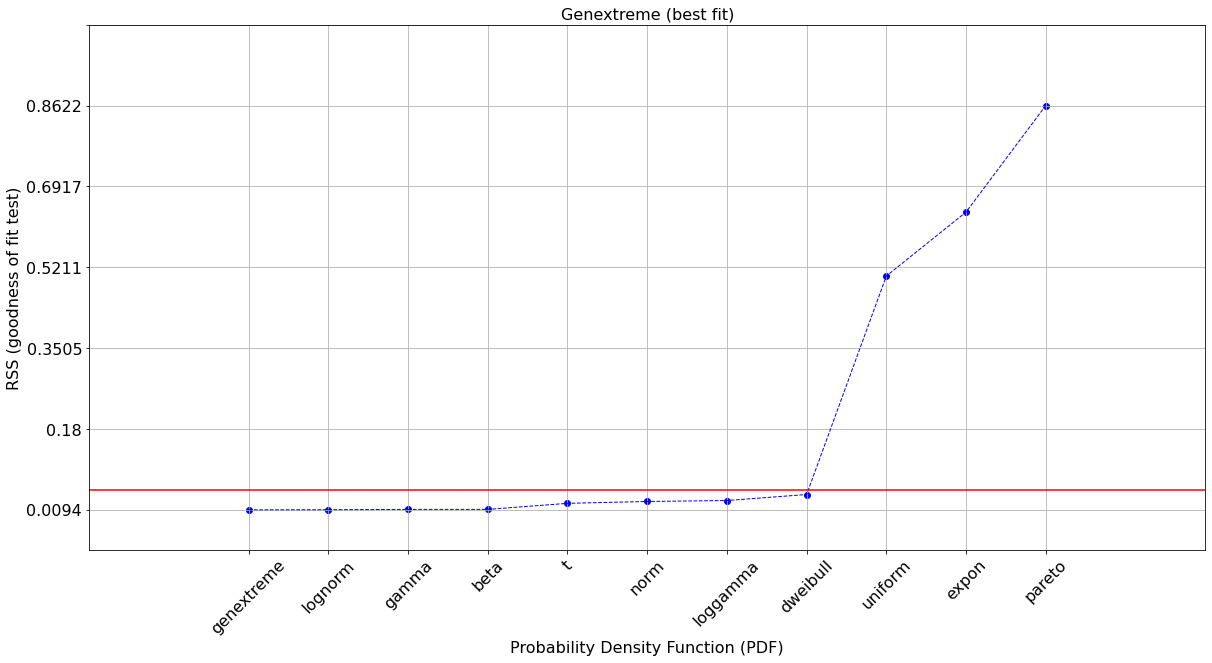 Genextreme (best fit)
RSS (goodness of fit test)
0.8622
0.6917
0.5211
0.3505
0.18
0.0094
genextreme
lognorm
gamma
beta
t
norm
loggamma
dweibull
uniform
expon
pareto
Probability Density Function (PDF)